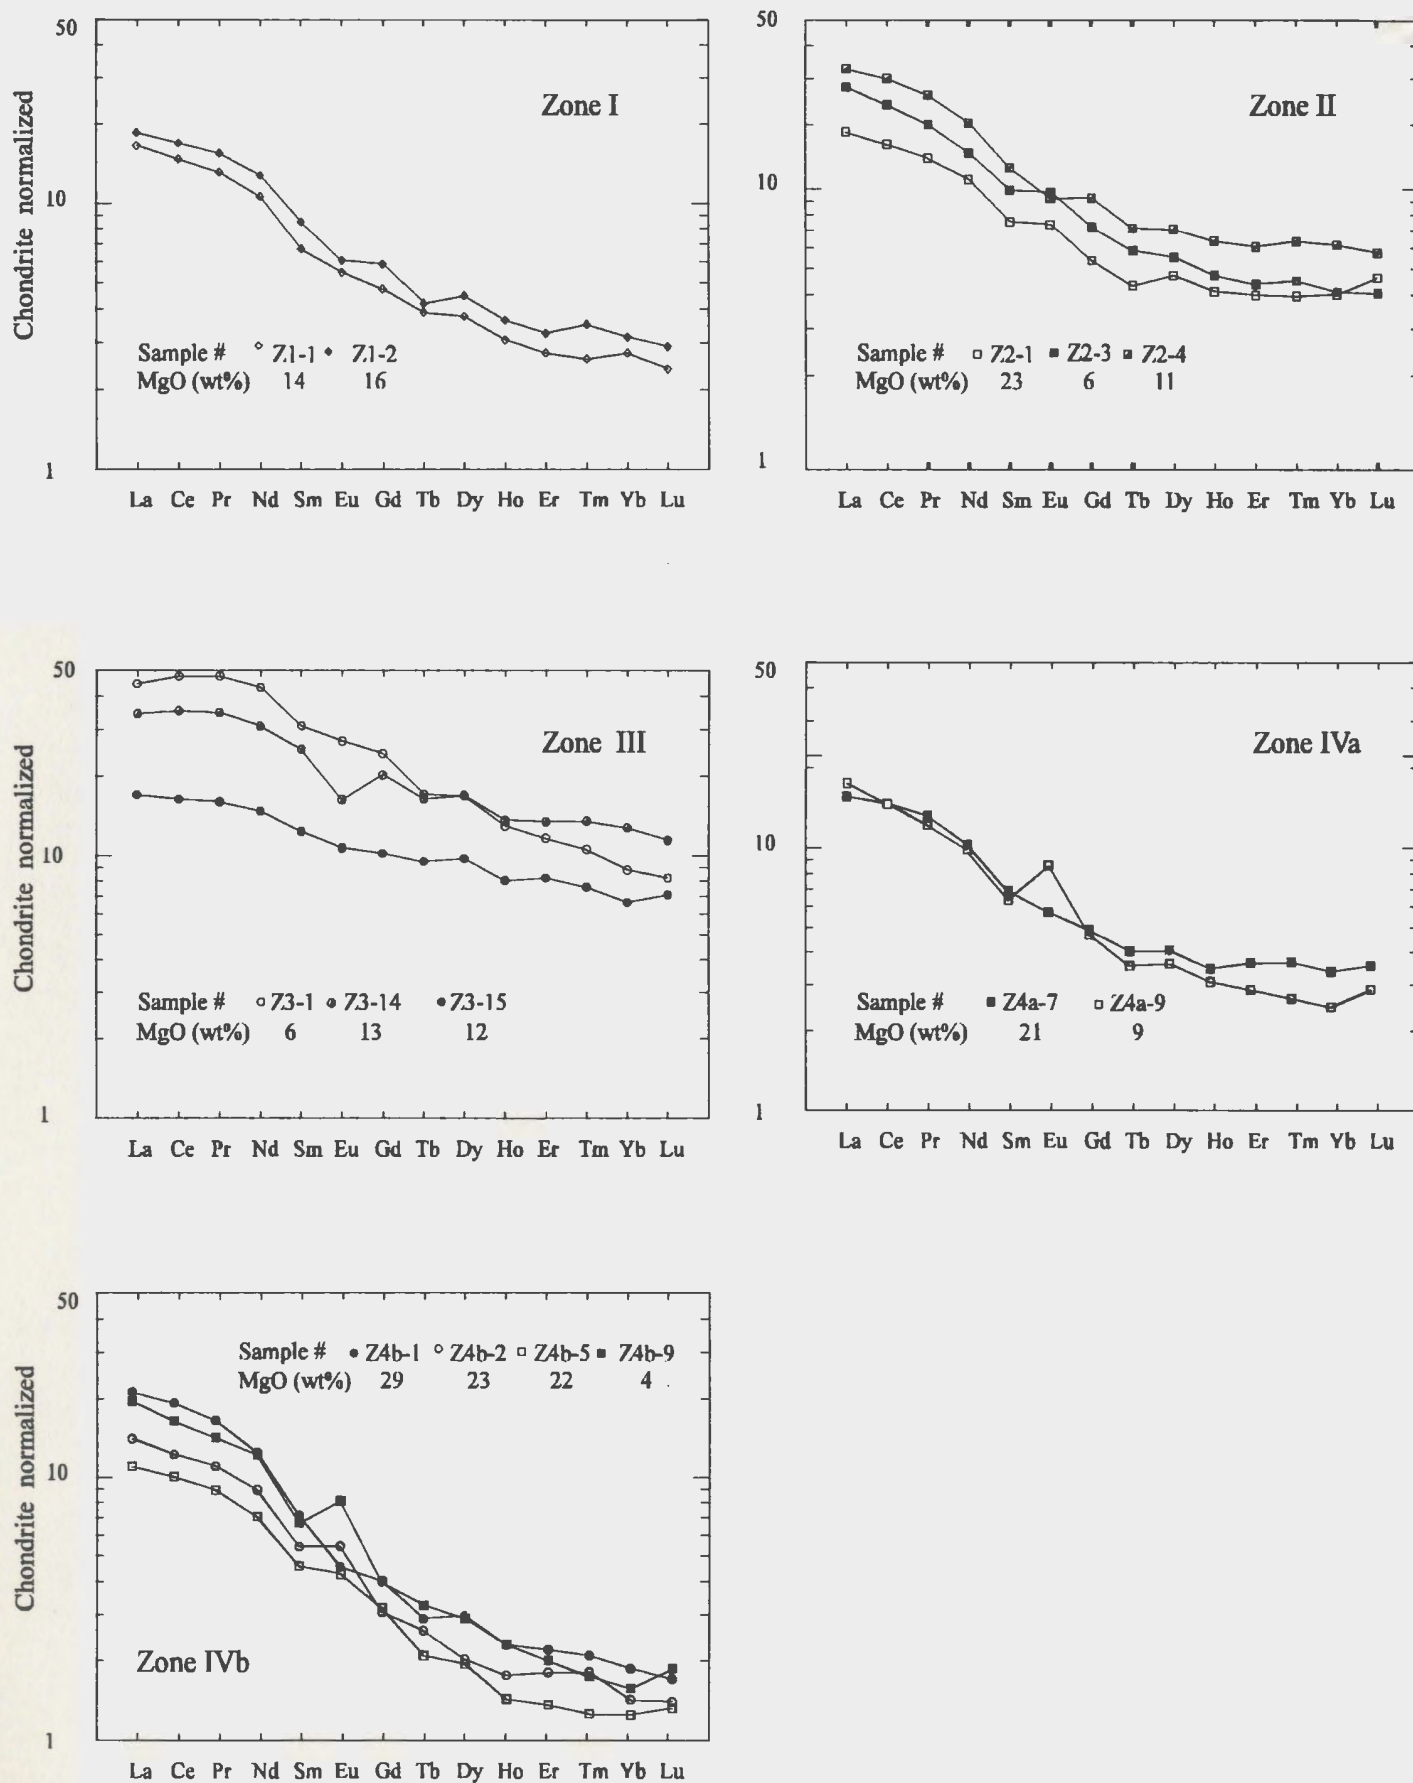 50
Chondrite normalized
Zone I
10
Sample # Z1-1 Z1-2
MgO (wt%) 14 16
1
La Ce Pr Nd Sm Eu Gd Tb Dy Ho Er Tm Yb Lu
50
Zone II
10
Sample # Z2-1 Z2-3 Z2-4
MgO (wt%) 23 6 11
1
La Ce Pr Nd Sm Eu Gd Tb Dy Ho Er Tm Yb Lu
50
Chondrite normalized
Zone III
10
Sample # Z3-1 Z3-14 Z3-15
MgO (wt%) 6 13 12
1
La Ce Pr Nd Sm Eu Gd Tb Dy Ho Er Tm Yb Lu
50
Zone IVa
10
Sample # Z4a-7 Z4a-9
MgO (wt%) 21 9
1
La Ce Pr Nd Sm Eu Gd Tb Dy Ho Er Tm Yb Lu
50
Chondrite normalized
Sample # Z4b-1 Z4b-2 Z4b-5 Z4b-9
MgO (wt%) 29 23 22 4
10
Zone IVb
1
La Ce Pr Nd Sm Eu Gd Tb Dy Ho Er Tm Yb Lu